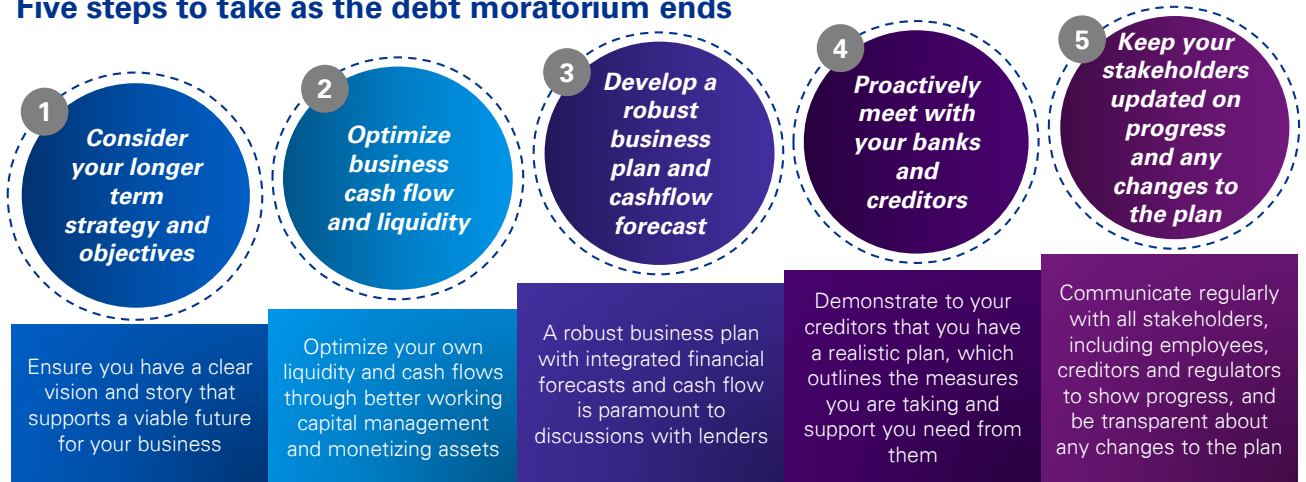 Five steps to take as the debt moratorium ends
1
Consider
your longer
term
strategy and
objectives
Ensure you have a clear
vision and story that
supports a viable future
for your business
2
Optimize
business
cash flow
and liquidity
Optimize your own
liquidity and cash flows
through better working
capital management
and monetizing assets
3
Develop a
robust
business
plan and
cashflow
forecast
A robust business plan
with integrated financial
forecasts and cash flow
is paramount to
discussions with lenders
4
Proactively
meet with
your banks
and
creditors
Demonstrate to your
creditors that you have
a realistic plan, which
outlines the measures
you are taking and
support you need from
them
5
Keep your
stakeholders
updated on
progress
and any
changes to
the plan
Communicate regularly
with all stakeholders,
including employees,
creditors and regulators
to show progress, and
be transparent about
any changes to the plan